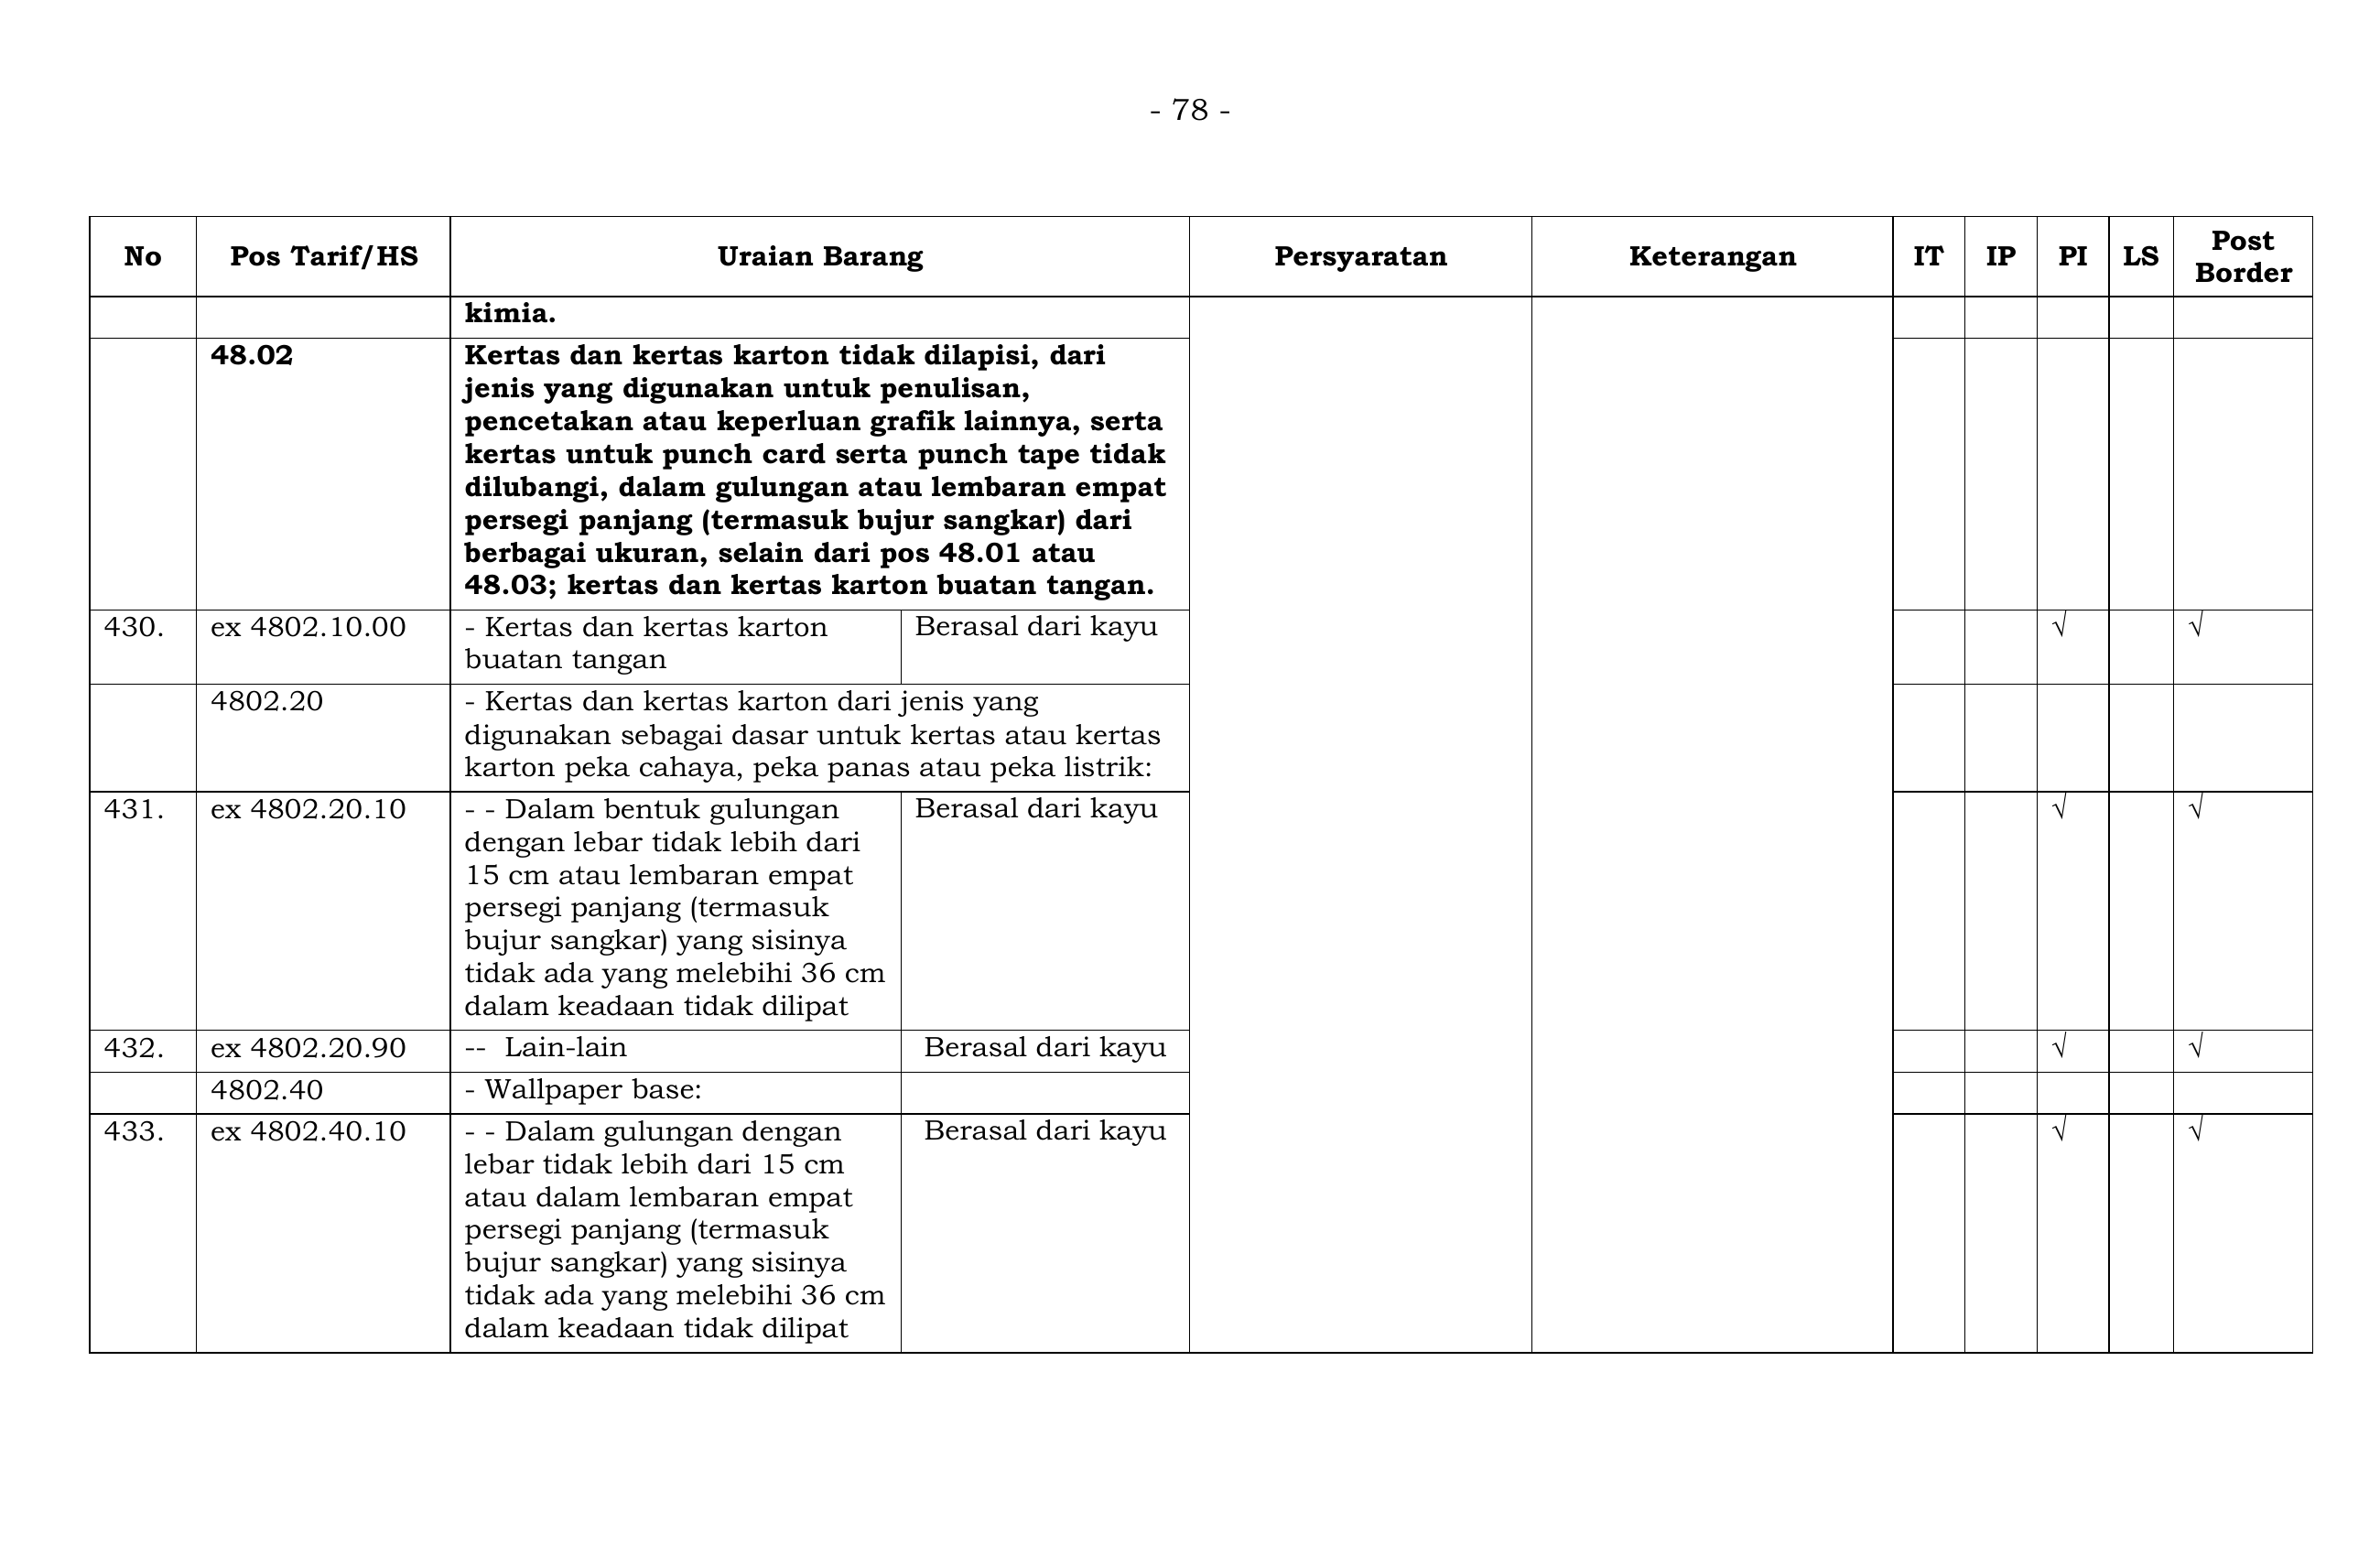 - 78 -
No Pos Tarif/HS Uraian Barang Persyaratan Keterangan IT IP PI LS Post Border
kimia.
48.02 Kertas dan kertas karton tidak dilapisi, dari
jenis yang digunakan untuk penulisan,
pencetakan atau keperluan grafik lainnya, serta
kertas untuk punch card serta punch tape tidak
dilubangi, dalam gulungan atau lembaran empat
persegi panjang (termasuk bujur sangkar) dari
berbagai ukuran, selain dari pos 48.01 atau
48.03; kertas dan kertas karton buatan tangan.
430. ex 4802.10.00 - Kertas dan kertas karton Berasal dari kayu √ √
buatan tangan
4802.20 - Kertas dan kertas karton dari jenis yang
digunakan sebagai dasar untuk kertas atau kertas
karton peka cahaya, peka panas atau peka listrik:
431. ex 4802.20.10 - - Dalam bentuk gulungan Berasal dari kayu √ √
dengan lebar tidak lebih dari
15 cm atau lembaran empat
persegi panjang (termasuk
bujur sangkar) yang sisinya
tidak ada yang melebihi 36 cm
dalam keadaan tidak dilipat
432. ex 4802.20.90 -- Lain-lain Berasal dari kayu √ √
4802.40 - Wallpaper base:
433. ex 4802.40.10 - - Dalam gulungan dengan Berasal dari kayu √ √
lebar tidak lebih dari 15 cm
atau dalam lembaran empat
persegi panjang (termasuk
bujur sangkar) yang sisinya
tidak ada yang melebihi 36 cm
dalam keadaan tidak dilipat